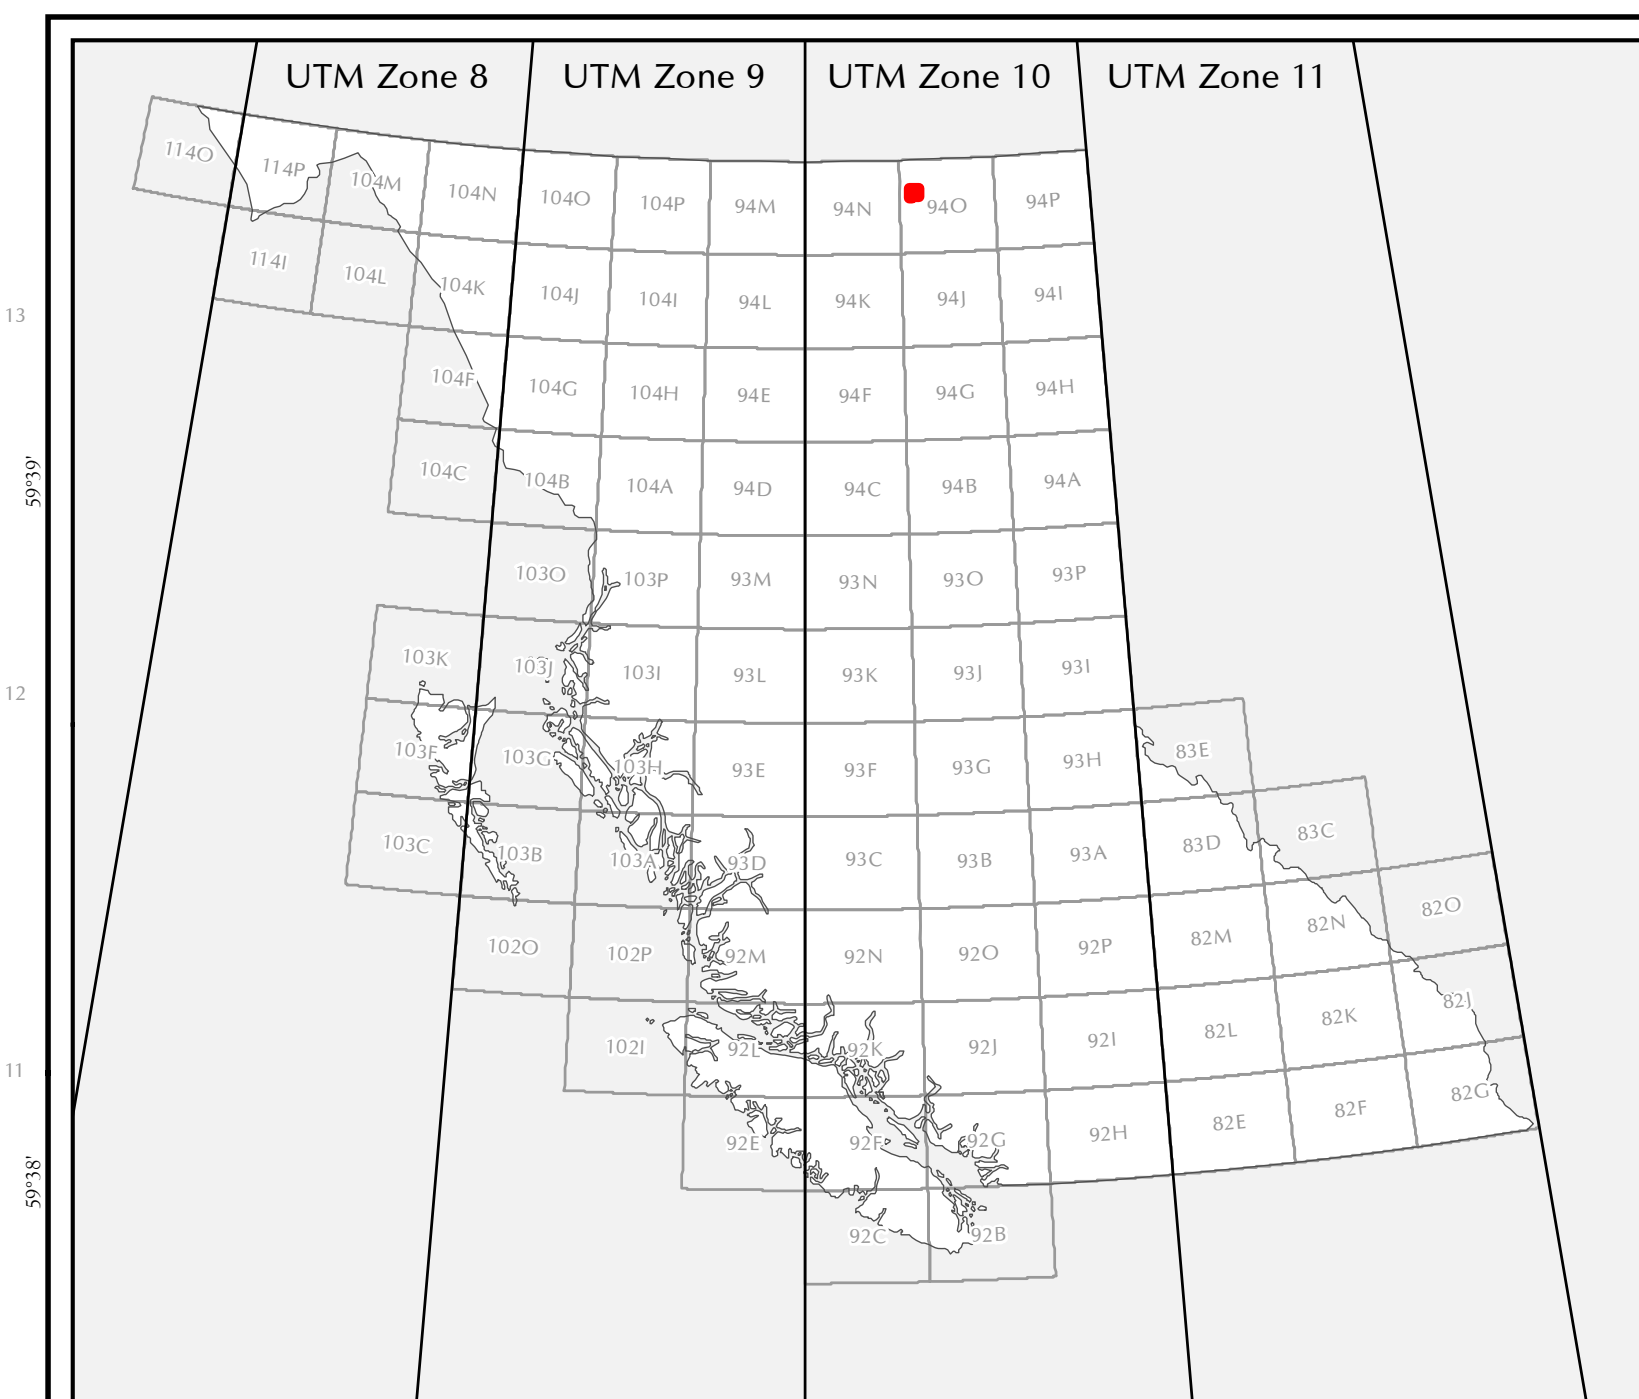 UTM Zone 8 UTM Zone 9 UTM Zone 10 UTM Zone 11
114O 114P 104M 104N 104O 104P 94M 94N 94O 94P
114I 104L 104K 104J 104I 94L 94K 94J 94I
13
104F 104G 104H 94E 94F 94G 94H
104C 104B 104A 94D 94C 94B 94A
59°39'
103O 103P 93M 93N 93O 93P
103K 103J 103I 93L 93K 93J 93I
12
103F 103G 103H 93E 93F 93G 93H 83E
103C 103B 103A 93D 93C 93B 93A 83D 83C
102O 102P 92M 92N 92O 92P 82M 82N 82O
102I 92L 92K 92J 92I 82L 82K 82J
11
92E 92F 92G 92H 82E 82F 82G
59°38'
92C 92B